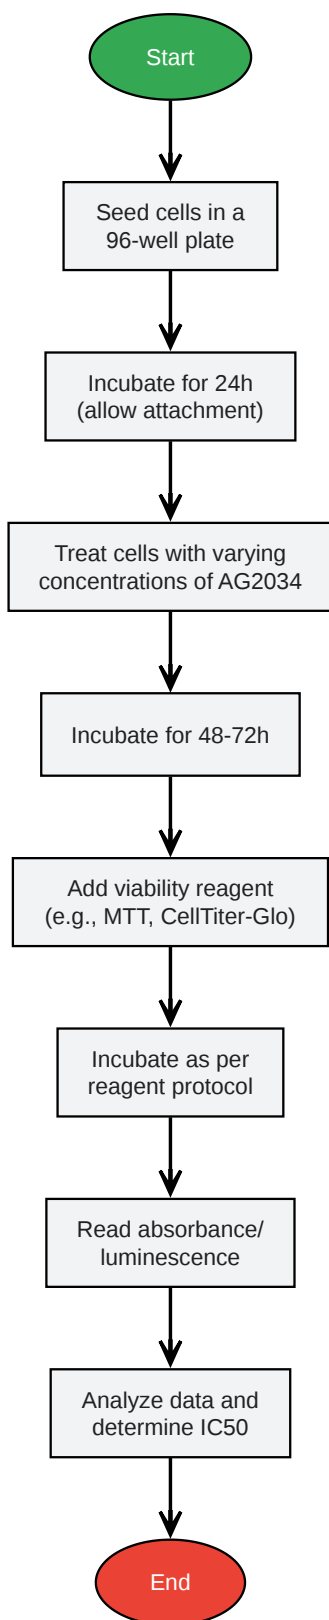 Start
Seed cells in a
96-well plate
Incubate for 24h
(allow attachment)
Treat cells with varying
concentrations of AG2034
Incubate for 48-72h
Add viability reagent
(e.g., MTT, CellTiter-Glo)
Incubate as per
reagent protocol
Read absorbance/
luminescence
Analyze data and
determine IC50
End